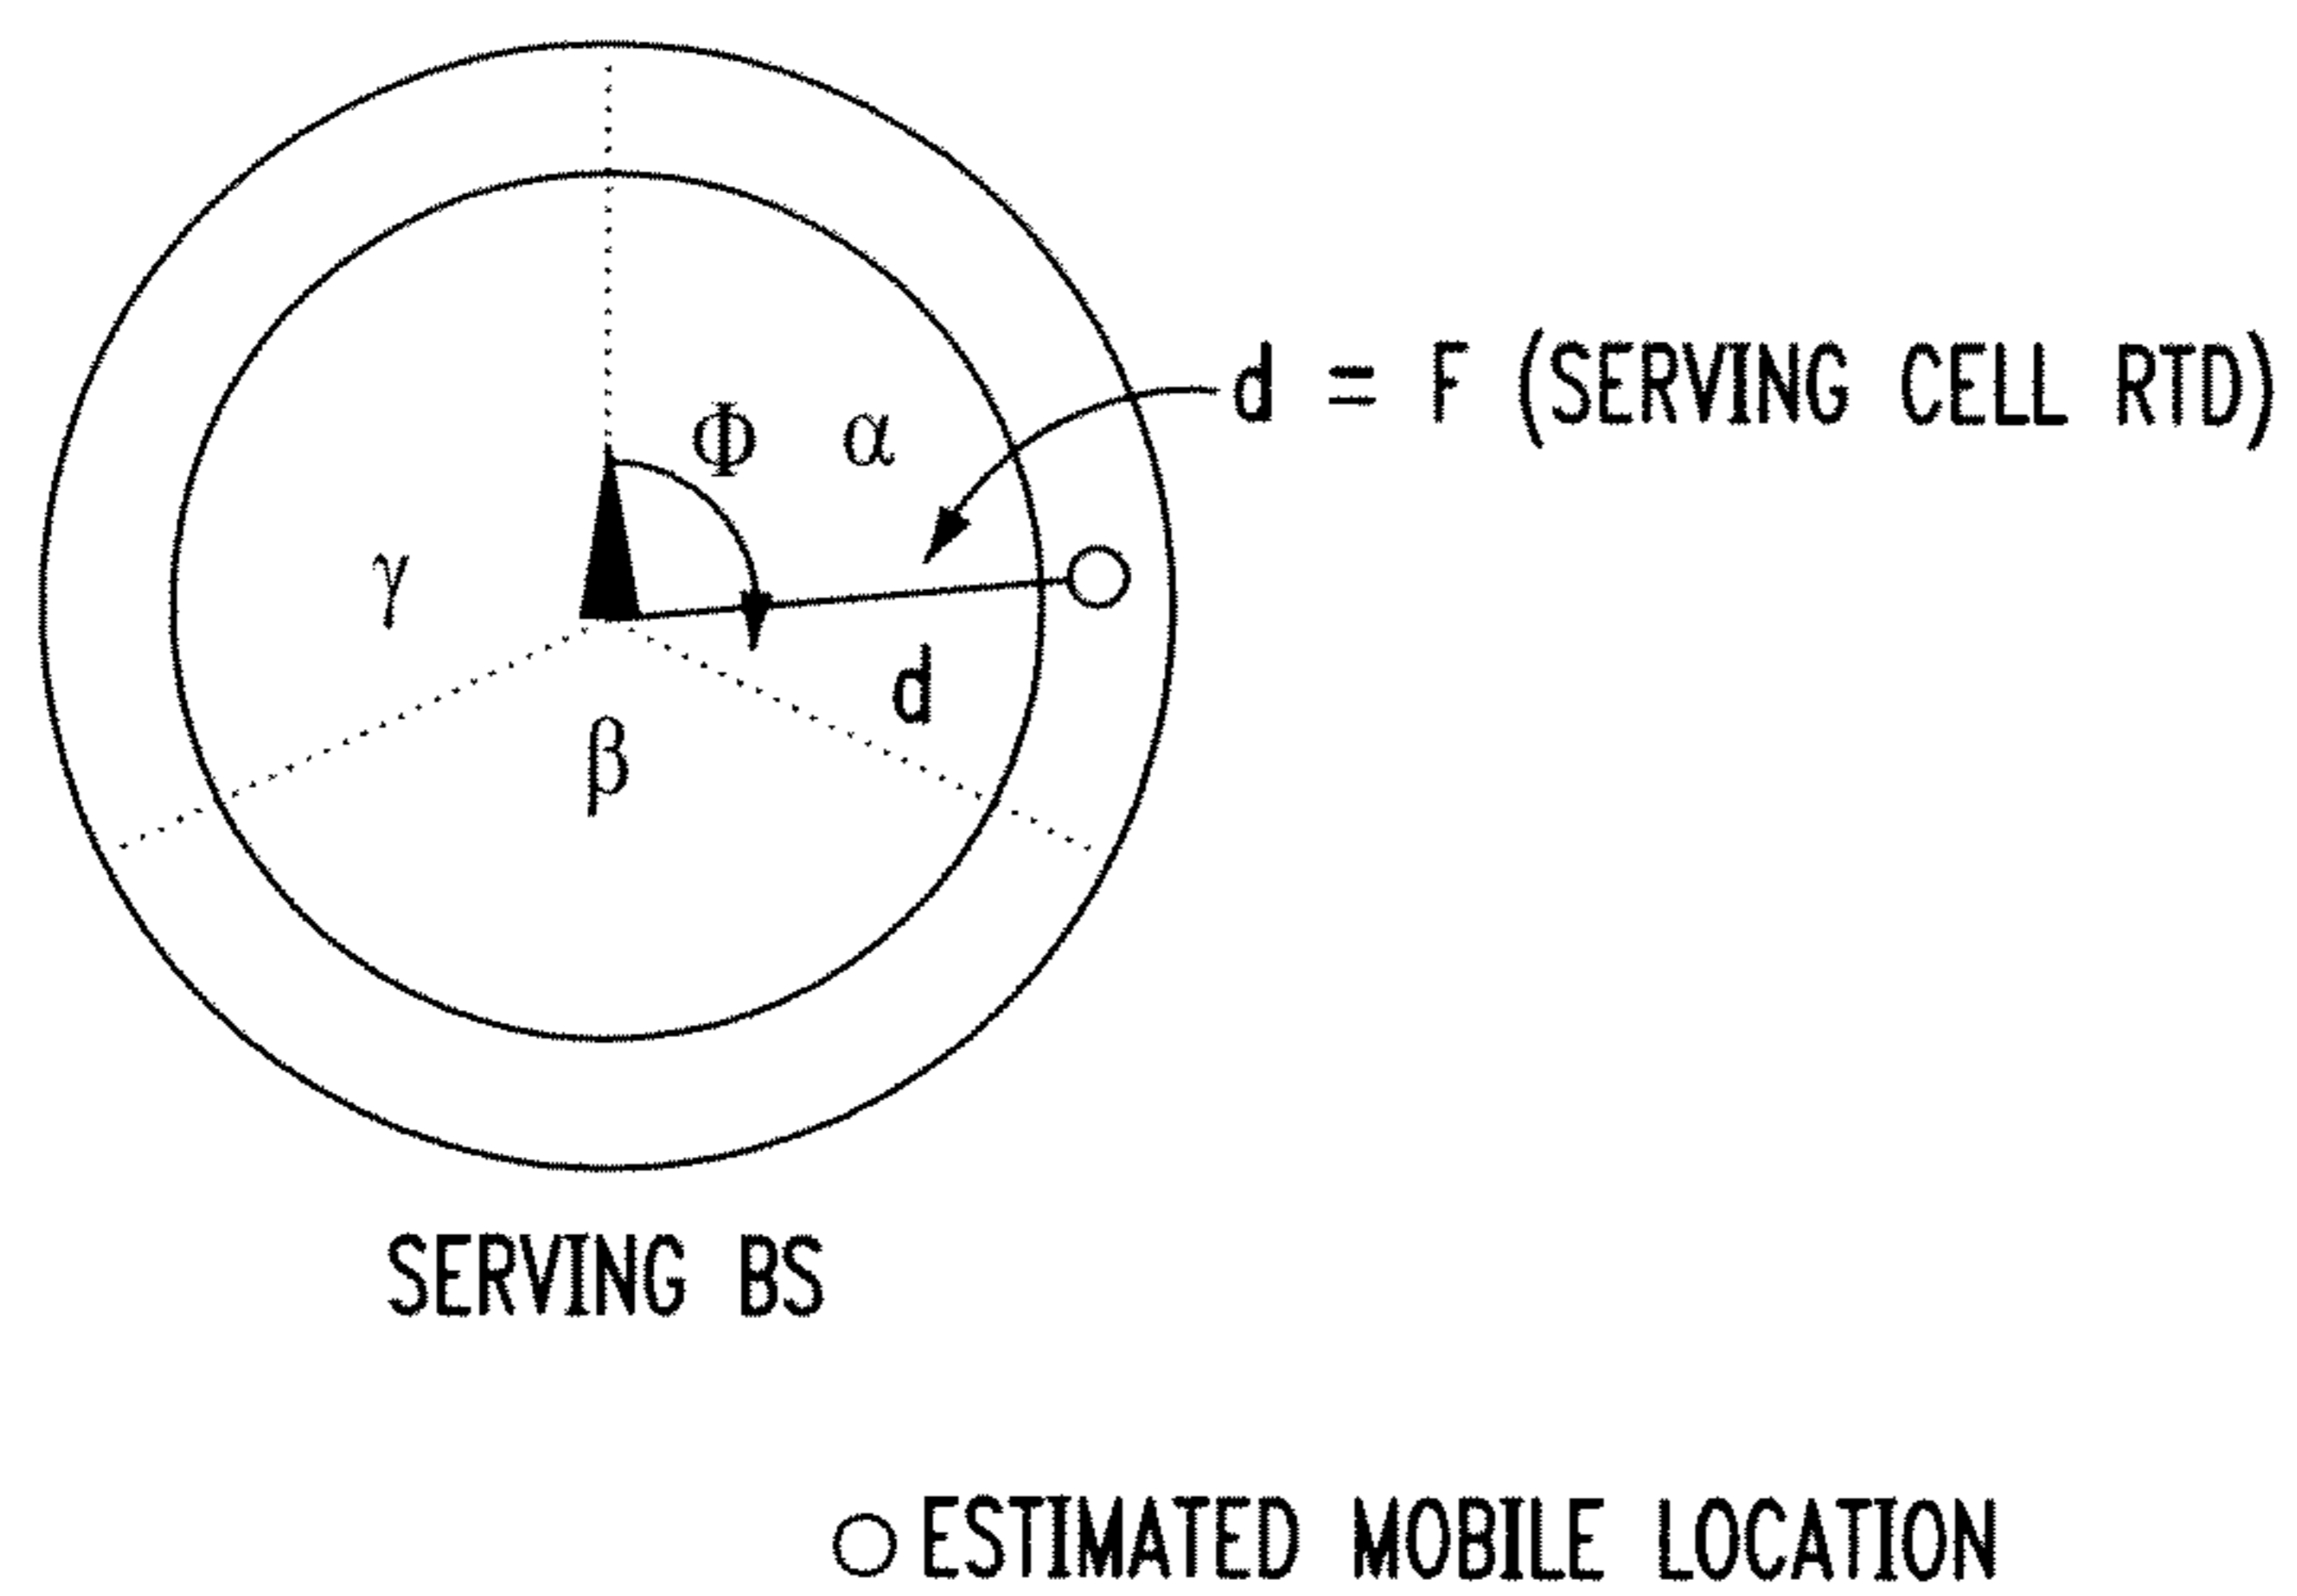 Φ α
d = F (SERVING CELL RTD)
γ
d
β
SERVING BS
ESTIMATED MOBILE LOCATION